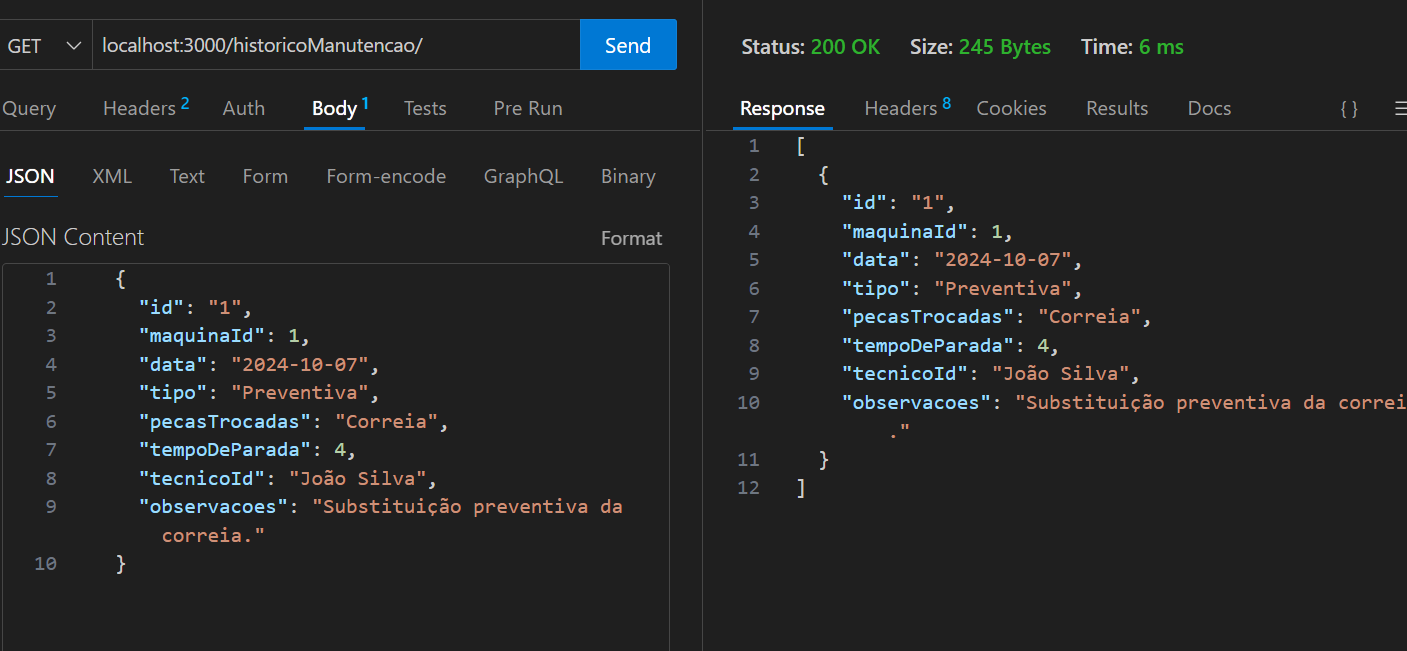 GET localhost:3000/historicoManutencao/ Send
Query Headers 2 Auth Body 1 Tests Pre Run
JSON XML Text Form Form-encode GraphQL Binary
JSON Content Format
1 {
2 "id": "1",
3 "maquinaId": 1,
4 "data": "2024-10-07",
5 "tipo": "Preventiva",
6 "pecasTrocadas": "Correia",
7 "tempoDeParada": 4,
8 "tecnicoId": "João Silva",
9 "observacoes": "Substituição preventiva da
correia."
10 }
Status: 200 OK Size: 245 Bytes Time: 6 ms
Response Headers 8 Cookies Results Docs { }
1 [
2 {
3 "id": "1",
4 "maquinaId": 1,
5 "data": "2024-10-07",
6 "tipo": "Preventiva",
7 "pecasTrocadas": "Correia",
8 "tempoDeParada": 4,
9 "tecnicoId": "João Silva",
10 "observacoes": "Substituição preventiva da correi
."
11 }
12 ]